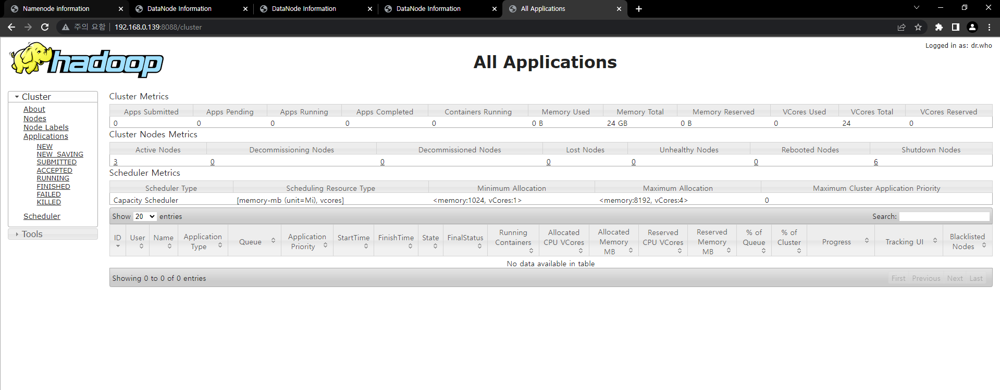 Namenode information
DataNode Information
DataNode Information
DataNode Information
All Applications
주의 요함 192.168.0.139:8088/cluster
hadoop
All Applications
Logged in as: dr.who
Cluster
About
Nodes
Node Labels
Applications
NEW
NEW_SAVING
SUBMITTED
ACCEPTED
RUNNING
FINISHED
FAILED
KILLED
Scheduler
Tools
Cluster Metrics
Apps Submitted Apps Pending Apps Running Apps Completed Containers Running Memory Used Memory Total Memory Reserved VCores Used VCores Total VCores Reserved
0 0 0 0 0 0 B 24 GB 0 B 0 24 0
Cluster Nodes Metrics
Active Nodes Decommissioning Nodes Decommissioned Nodes Lost Nodes Unhealthy Nodes Rebooted Nodes Shutdown Nodes
3 0 0 0 0 0 6
Scheduler Metrics
Scheduler Type Scheduling Resource Type Minimum Allocation Maximum Allocation Maximum Cluster Application Priority
Capacity Scheduler [memory-mb (unit=Mi), vcores] <memory:1024, vCores:1> <memory:8192, vCores:4> 0
Show 20 entries Search:
ID User Name Application Type Queue Application Priority StartTime FinishTime State FinalStatus Running Containers Allocated CPU VCores Allocated Memory MB Reserved CPU VCores Reserved Memory MB % of Queue % of Cluster Progress Tracking UI Blacklisted Nodes
No data available in table
Showing 0 to 0 of 0 entries First Previous Next Last